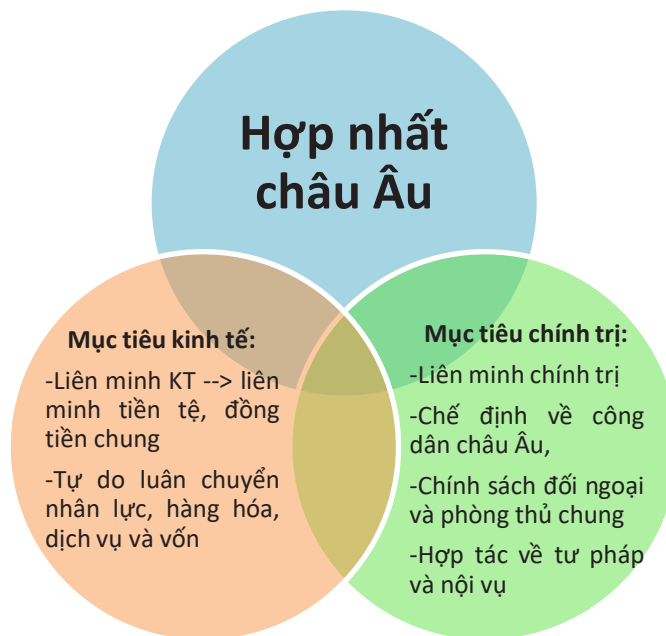 Hợp nhất
châu Âu
Mục tiêu kinh tế:
-Liên minh KT --> liên
minh tiền tệ, đồng
tiền chung
-Tự do luân chuyển
nhân lực, hàng hóa,
dịch vụ và vốn
Mục tiêu chính trị:
-Liên minh chính trị
-Chế định về công
dân châu Âu,
-Chính sách đối ngoại
và phòng thủ chung
-Hợp tác về tư pháp
và nội vụ